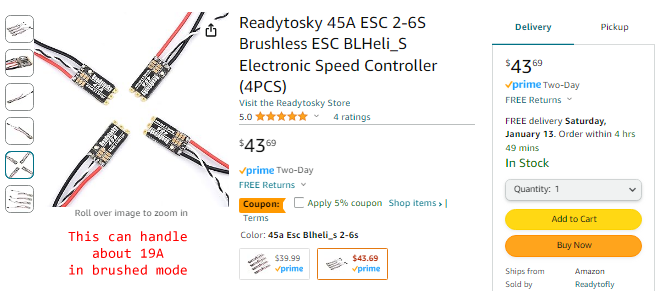 Readytosky 45A ESC 2-6S
Brushless ESC BLHeli_S
Electronic Speed Controller
(4PCS)
Visit the Readytosky Store
5.0 4 ratings
$43 69
prime Two-Day
FREE Returns
Coupon: Apply 5% coupon Shop items › |
Terms
Color: 45a Esc Blheli_s 2-6s
$39.99
prime
$43.69
prime
Roll over image to zoom in
This can handle
about 19A
in brushed mode
Delivery Pickup
$43 69
prime Two-Day
FREE Returns
FREE delivery Saturday,
January 13. Order within 4 hrs
49 mins
In Stock
Quantity: 1
Add to Cart
Buy Now
Ships from Amazon
Sold by Readytofly